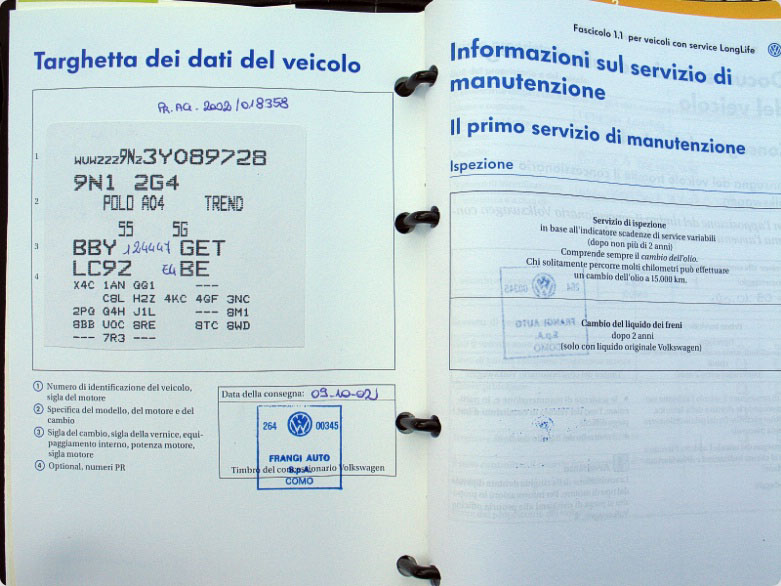 Targhetta dei dati del veicolo
PR. AG. 2002/018358
1
WVWZZZ9NZ3Y089728
9N1 2G4
2
POLO A04 TREND
55 5G
3
BBY 124447 GET
4
LC9Z E4 BE
X4C 1AN GG1 ---
C8L H2Z 4KC 4GF 3NC
2PG G4H J1L --- 8M1
8BB U0C 8RE 8TC 8WD
--- 7R3 ---
1 Numero di identificazione del veicolo,
sigla del motore
2 Specifica del modello, del motore e del
cambio
3 Sigla del cambio, sigla della vernice, equi-
paggiamento interno, potenza motore,
sigla motore
4 Optional, numeri PR
Data della consegna: 09-10-02
264 00345
FRANGI AUTO
S.p.A.
Timbro del concessionario Volkswagen
COMO
Fascicolo 1.1 per veicoli con service LongLife
Informazioni sul servizio di
manutenzione
Il primo servizio di manutenzione
Ispezione
Servizio di ispezione
in base all'indicatore scadenze di service variabili
(dopo non più di 2 anni)
Comprende sempre il cambio dell'olio.
Chi solitamente percorre molti chilometri può effettuare
un cambio dell'olio a 15.000 km.
Cambio del liquido dei freni
dopo 2 anni
(solo con liquido originale Volkswagen)